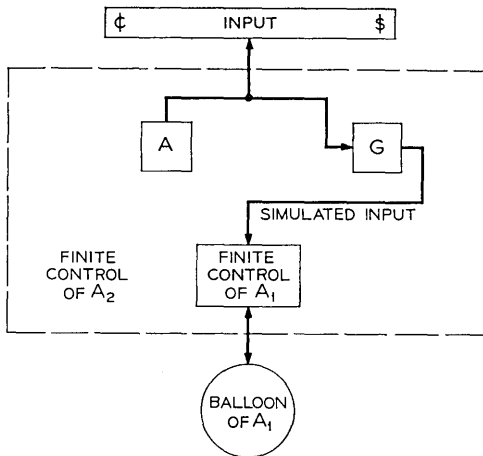 ¢ INPUT $
A
G
SIMULATED INPUT
FINITE
CONTROL
OF A₂
FINITE
CONTROL
OF A₁
BALLOON
OF A₁